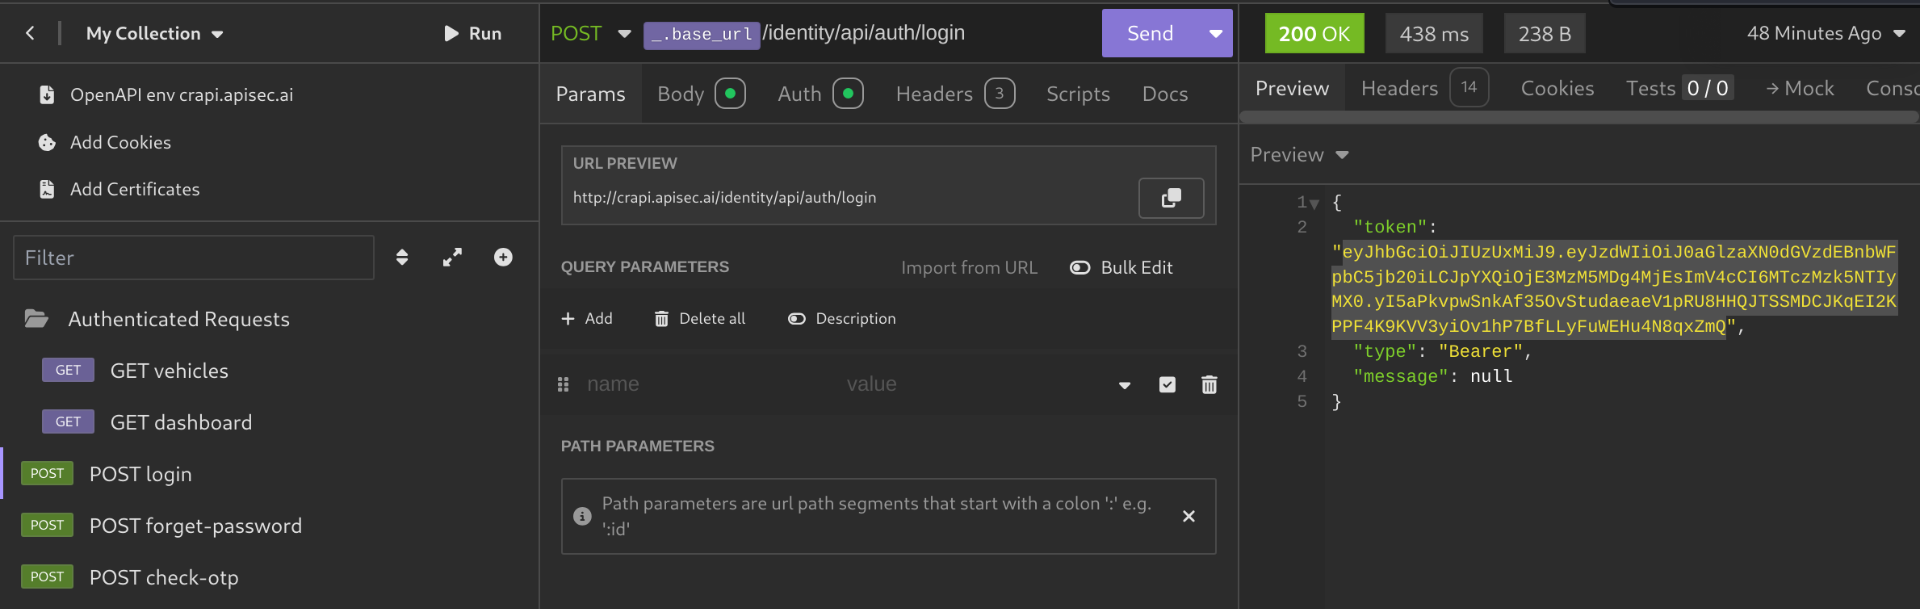 My Collection
Run
OpenAPI env crapi.apisec.ai
Add Cookies
Add Certificates
Filter
Authenticated Requests
GET GET vehicles
GET GET dashboard
POST POST login
POST POST forget-password
POST POST check-otp
POST _.base_url /identity/api/auth/login
Send
Params Body Auth Headers 3 Scripts Docs
URL PREVIEW
http://crapi.apisec.ai/identity/api/auth/login
QUERY PARAMETERS Import from URL Bulk Edit
+ Add Delete all Description
name value
PATH PARAMETERS
Path parameters are url path segments that start with a colon ':' e.g.
':id'
200 OK 438 ms 238 B 48 Minutes Ago
Preview Headers 14 Cookies Tests 0 / 0 → Mock Conso
Preview
1 {
2 "token":
"eyJhbGciOiJIUzUxMiJ9.eyJzdWIiOiJ0aGlzaXN0dGVzdEBnbWF
pbC5jb20iLCJpYXQiOjE3MzM5MDg4MjEsImV4cCI6MTczMzk5NTIy
MX0.yI5aPkvpwSnkAf35OvStudaeaeV1pRU8HHQJTSSMDCJKqEI2K
PPF4K9KVV3yiOv1hP7BfLLyFuWEHu4N8qxZmQ",
3 "type": "Bearer",
4 "message": null
5 }